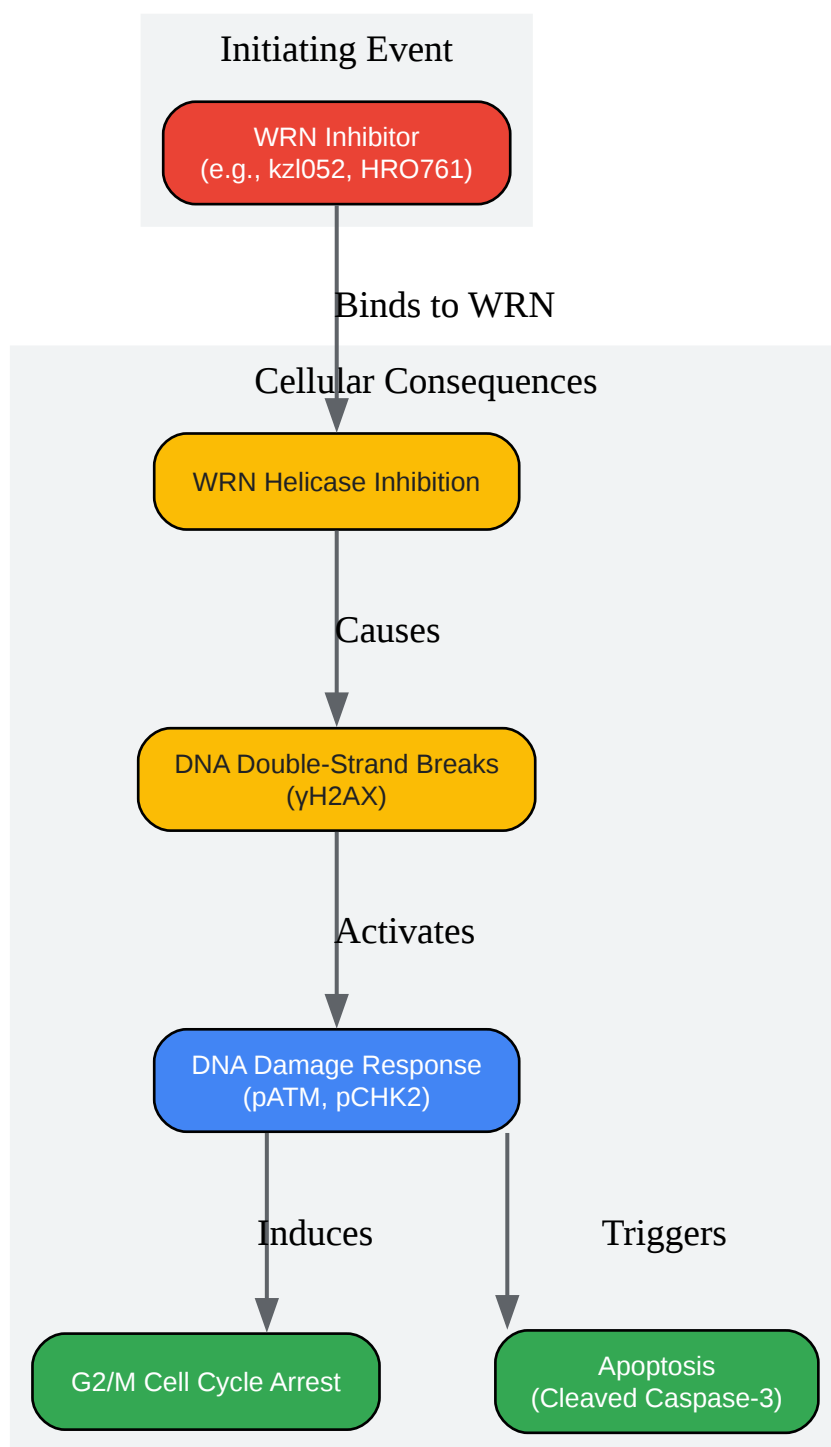 Initiating Event
WRN Inhibitor
(e.g., kzl052, HRO761)
Binds to WRN
Cellular Consequences
WRN Helicase Inhibition
Causes
DNA Double-Strand Breaks
(γH2AX)
Activates
DNA Damage Response
(pATM, pCHK2)
Induces
Triggers
G2/M Cell Cycle Arrest
Apoptosis
(Cleaved Caspase-3)